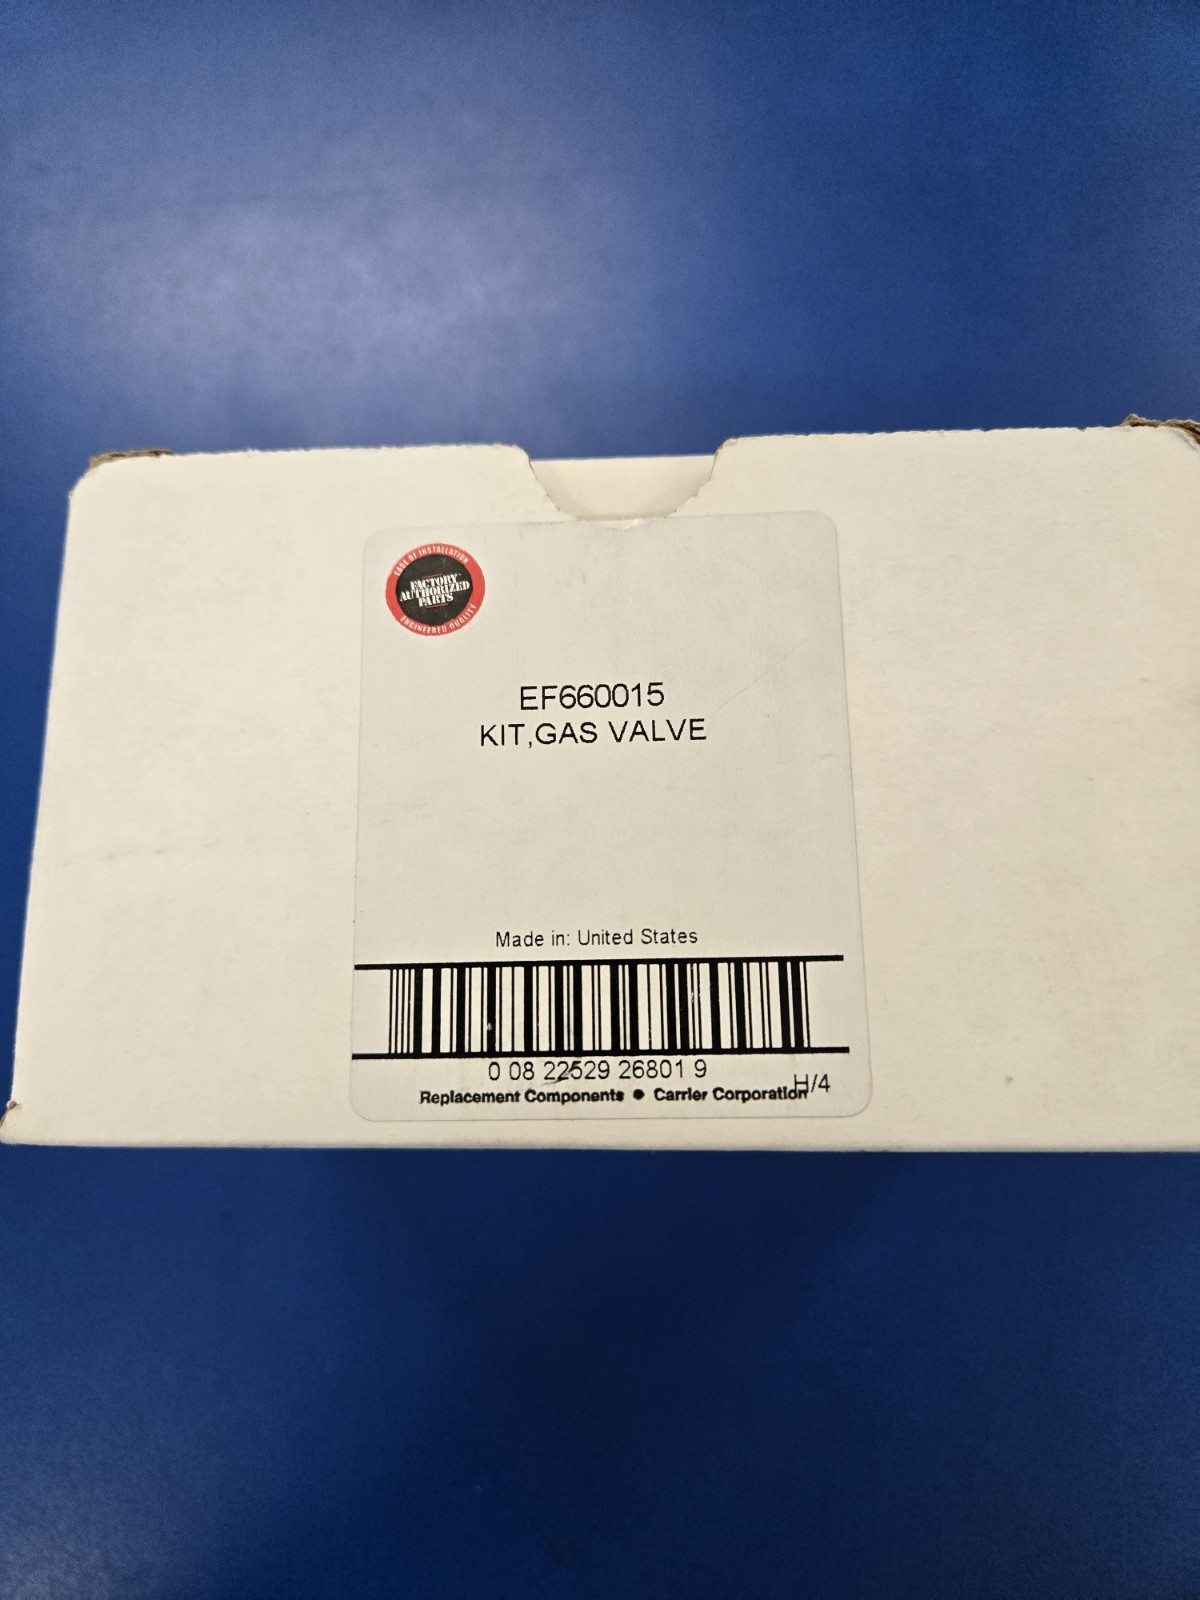 EASE OF INSTALLATION
FACTORY
AUTHORIZED
PARTS
ENGINEERED QUALITY
EF660015
KIT,GAS VALVE
Made in: United States
0 08 22529 26801 9
H/4
Replacement Components ● Carrier Corporation